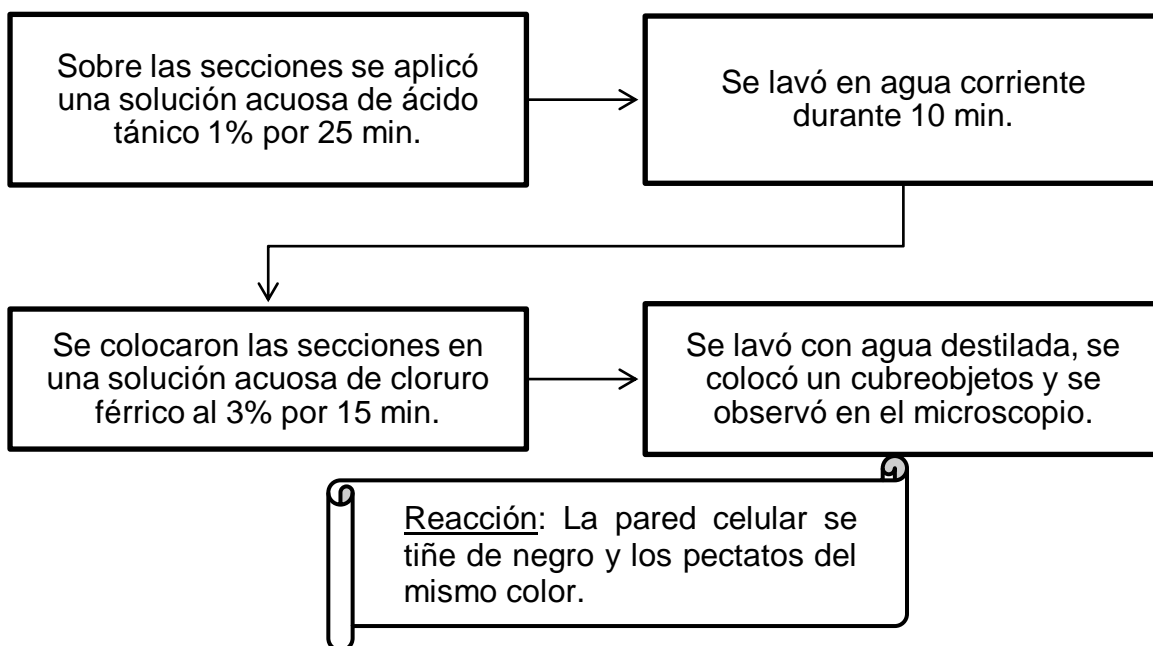 Sobre las secciones se aplicó
una solución acuosa de ácido
tánico 1% por 25 min.
Se lavó en agua corriente
durante 10 min.
Se colocaron las secciones en
una solución acuosa de cloruro
férrico al 3% por 15 min.
Se lavó con agua destilada, se
colocó un cubreobjetos y se
observó en el microscopio.
Reacción: La pared celular se
tiñe de negro y los pectatos del
mismo color.